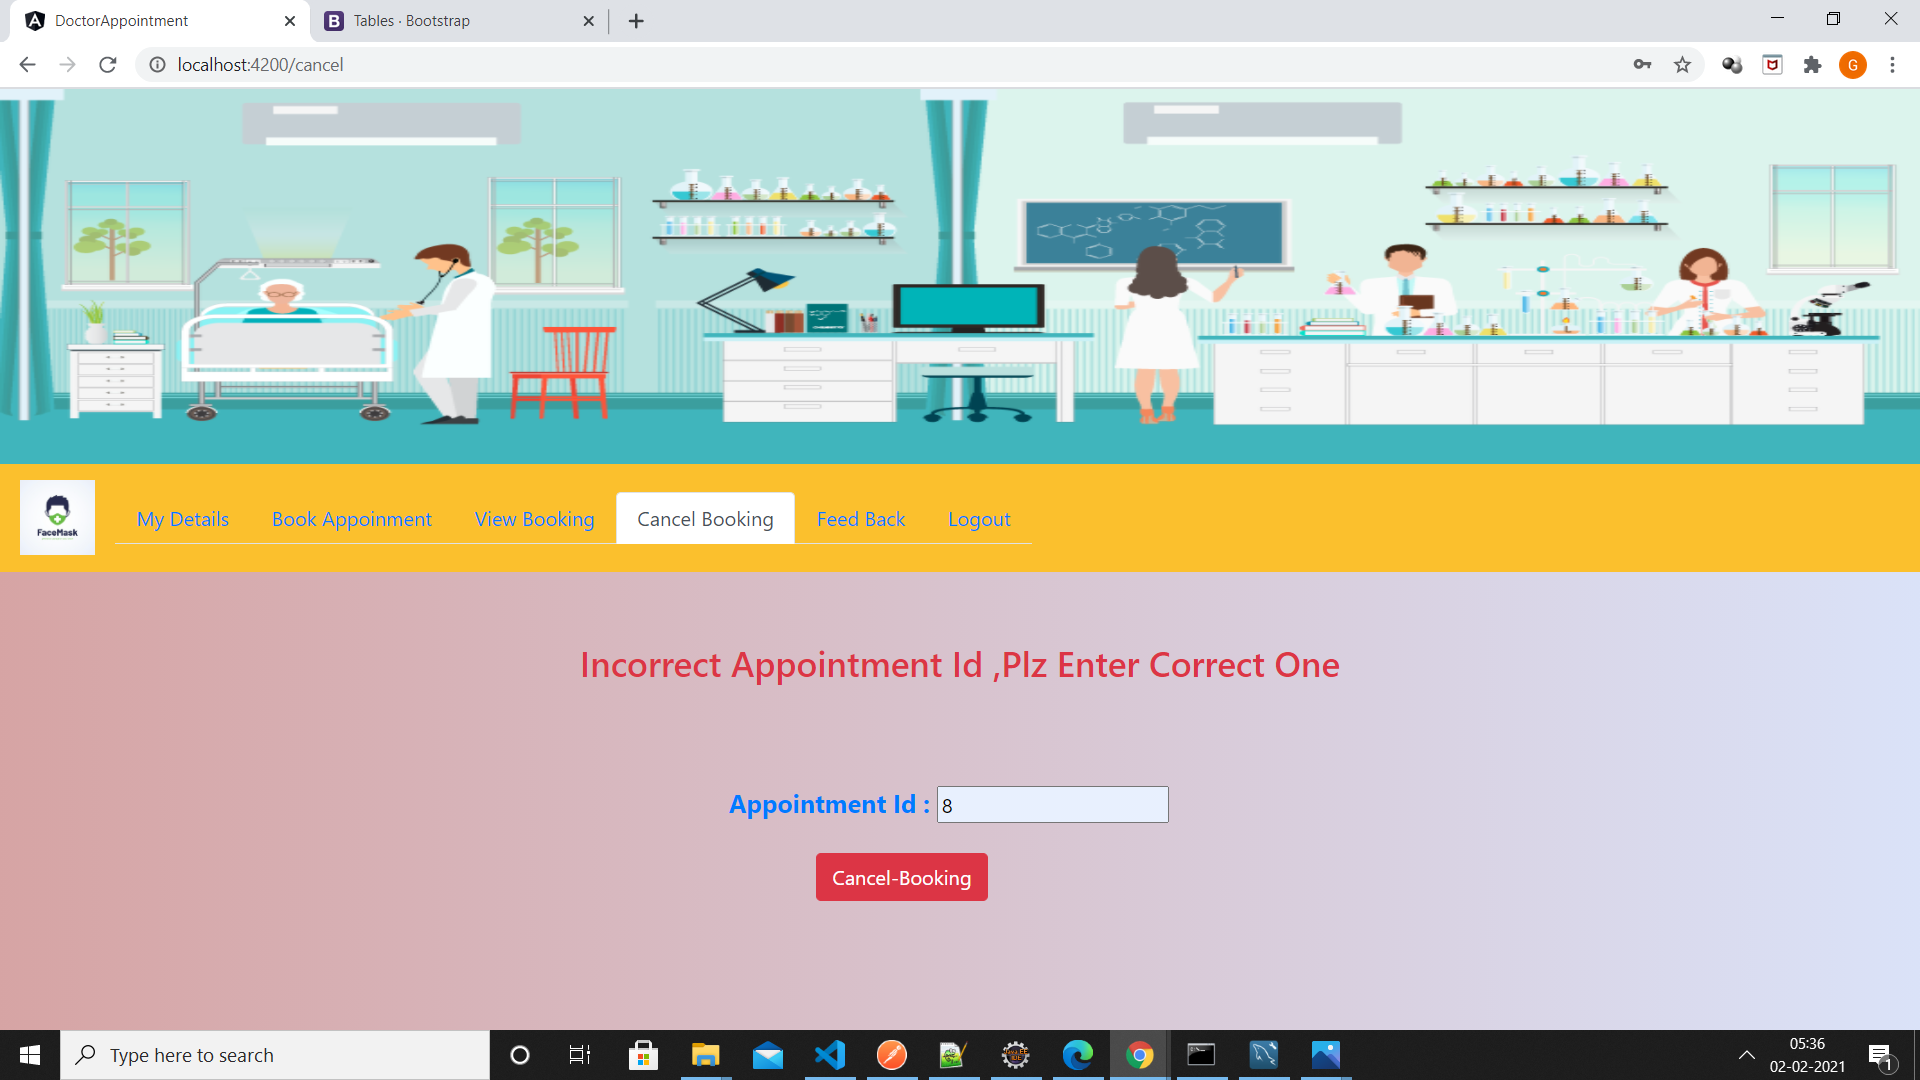 DoctorAppointment
Tables · Bootstrap
localhost:4200/cancel
G
FaceMask
My Details
Book Appoinment
View Booking
Cancel Booking
Feed Back
Logout
Incorrect Appointment Id ,Plz Enter Correct One
Appointment Id : 8
Cancel-Booking
Type here to search
05:36
02-02-2021
1